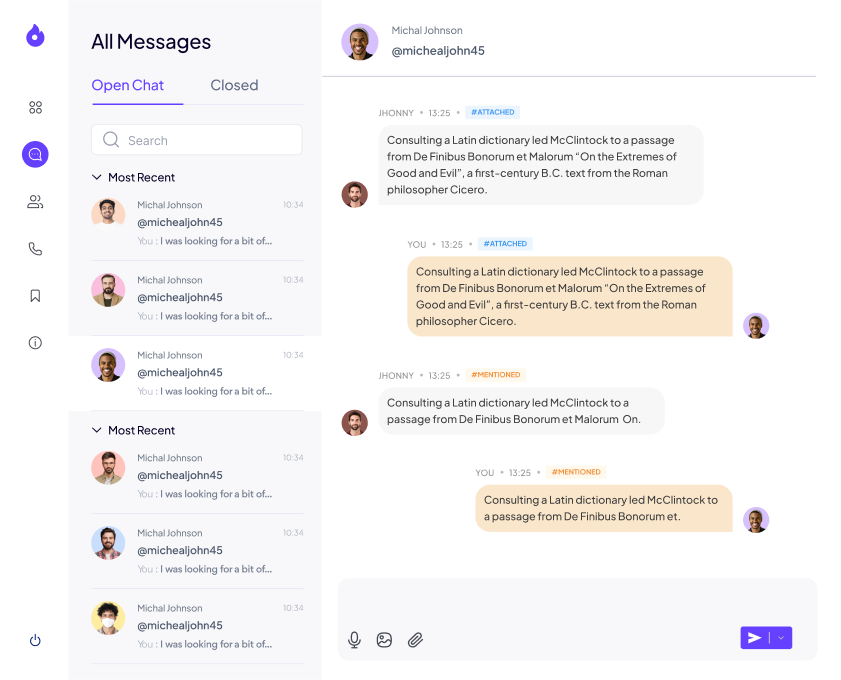 All Messages
Open Chat
Closed
Search
Most Recent
Michal Johnson
10:34
@michealjohn45
You : I was looking for a bit of...
Michal Johnson
10:34
@michealjohn45
You : I was looking for a bit of...
Michal Johnson
10:34
@michealjohn45
You : I was looking for a bit of...
Most Recent
Michal Johnson
10:34
@michealjohn45
You : I was looking for a bit of...
Michal Johnson
10:34
@michealjohn45
You : I was looking for a bit of...
Michal Johnson
10:34
@michealjohn45
You : I was looking for a bit of...
Michal Johnson
@michealjohn45
JHONNY • 13:25 • #ATTACHED
Consulting a Latin dictionary led McClintock to a passage
from De Finibus Bonorum et Malorum “On the Extremes of
Good and Evil”, a first-century B.C. text from the Roman
philosopher Cicero.
YOU • 13:25 • #ATTACHED
Consulting a Latin dictionary led McClintock to a passage
from De Finibus Bonorum et Malorum “On the Extremes of
Good and Evil”, a first-century B.C. text from the Roman
philosopher Cicero.
JHONNY • 13:25 • #MENTIONED
Consulting a Latin dictionary led McClintock to a
passage from De Finibus Bonorum et Malorum On.
YOU • 13:25 • #MENTIONED
Consulting a Latin dictionary led McClintock to
a passage from De Finibus Bonorum et.